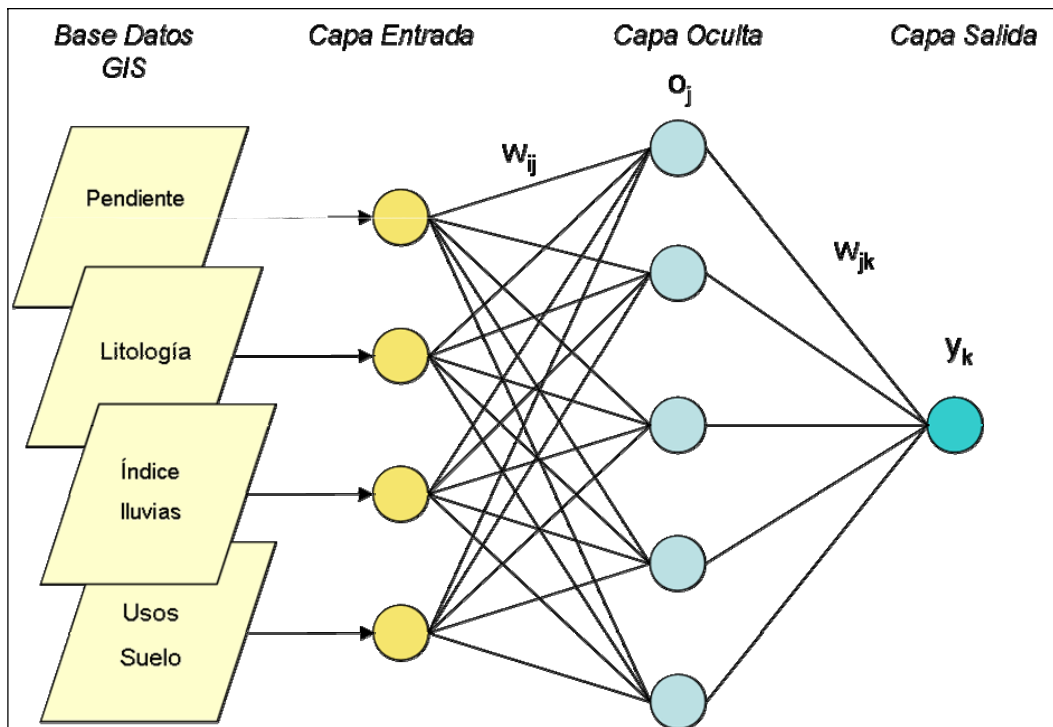 Base Datos
GIS
Capa Entrada
Capa Oculta
Capa Salida
oj
wij
wjk
yk
Pendiente
Litología
Índice
lluvias
Usos
Suelo